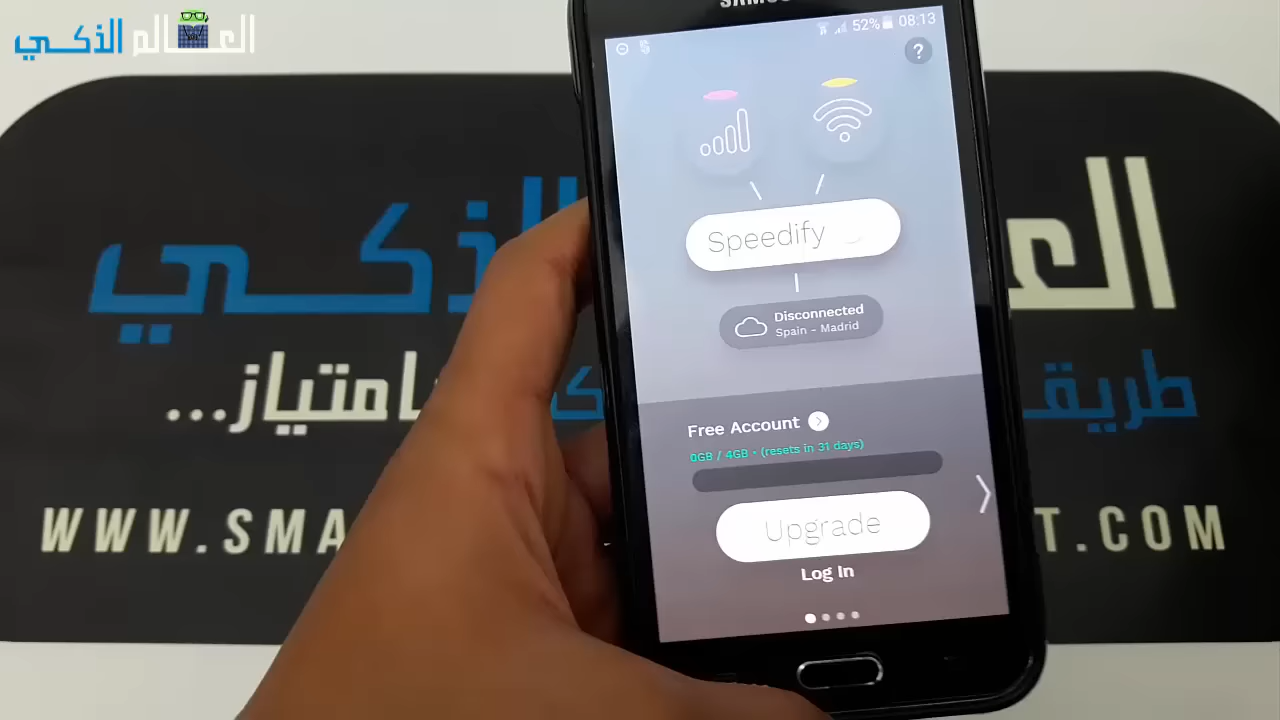 العالم الذكي
SAMSUNG
52% 08:13
?
Speedify
Disconnected
Spain - Madrid
Free Account
0GB / 4GB • (resets in 31 days)
Upgrade
Log In
الذكي
امتياز...
WWW.SMA
T.COM